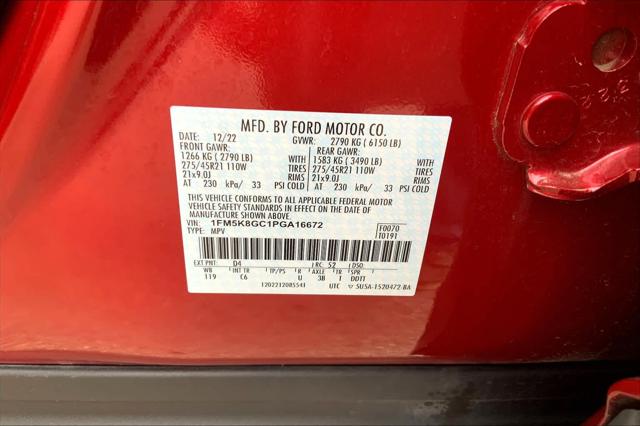 MFD. BY FORD MOTOR CO.
DATE: 12/22 GVWR: 2790 KG ( 6150 LB)
FRONT GAWR: REAR GAWR:
1266 KG ( 2790 LB) WITH 1583 KG ( 3490 LB) WITH
275/45R21 110W TIRES 275/45R21 110W TIRES
21x9.0J RIMS 21x9.0J RIMS
AT 230 kPa/ 33 PSI COLD AT 230 kPa/ 33 PSI COLD
THIS VEHICLE CONFORMS TO ALL APPLICABLE FEDERAL MOTOR
VEHICLE SAFETY STANDARDS IN EFFECT ON THE DATE OF
MANUFACTURE SHOWN ABOVE.
VIN: 1FM5K8GC1PGA16672 F0070
TYPE: MPV T0191
EXT PNT: D4 RC: 52 DSO:
WB INT TR TP/PS R AXLE TR SPR
119 C6 U 3B I DDTT
120221208554I UTC SU5A-1520472-BA